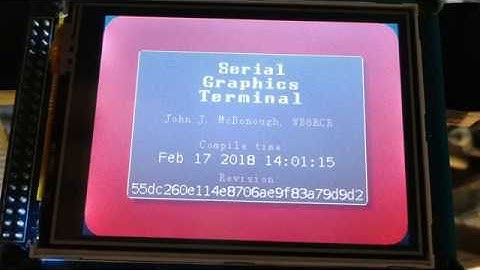 Serial
Graphics
Terminal
John J. McDonough, WB8RCR
Compile time
Feb 17 2018 14:01:15
Revision
55dc260e114e8706ae9f83a79d9d2